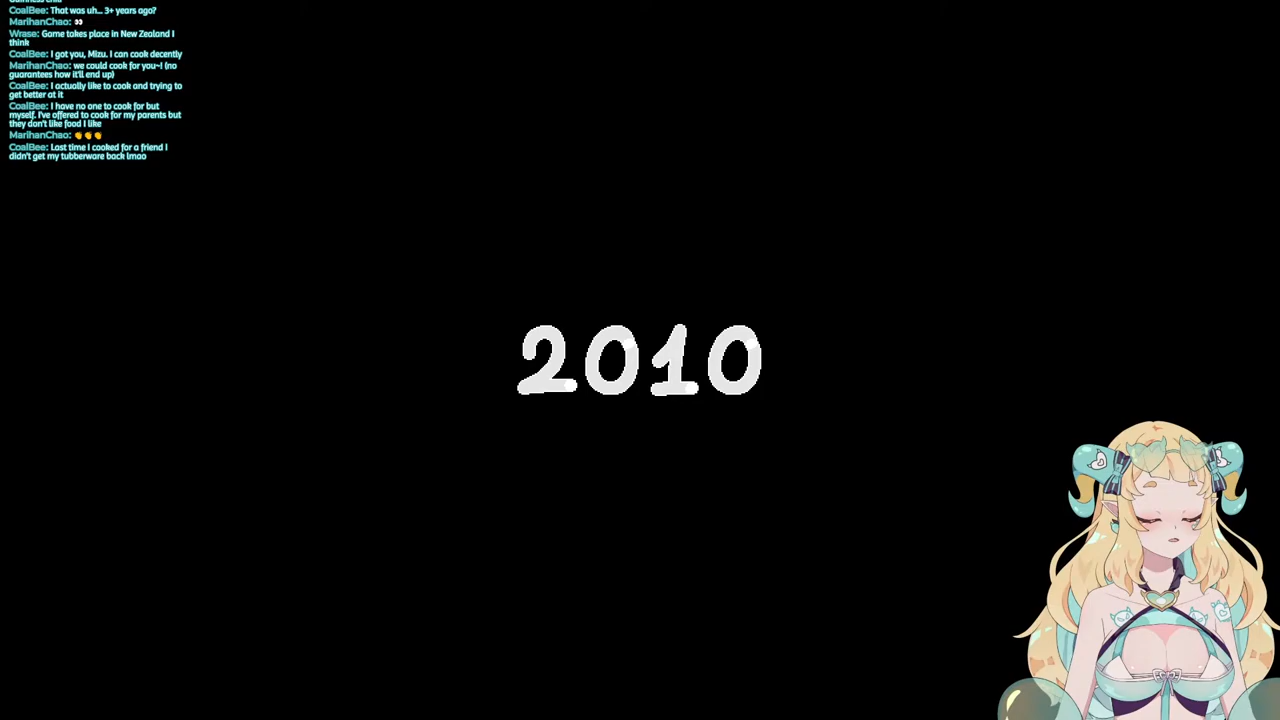 CoalBee: That was uh... 3+ years ago?
MarihanChao: 👀
Wrase: Game takes place in New Zealand I
think
CoalBee: I got you, Mizu. I can cook decently
MarihanChao: we could cook for you~! (no
guarantees how it'll end up)
CoalBee: I actually like to cook and trying to
get better at it
CoalBee: I have no one to cook for but
myself. I've offered to cook for my parents but
they don't like food I like
MarihanChao: 👏👏👏
CoalBee: Last time I cooked for a friend I
didn't get my tubberware back lmao
2010